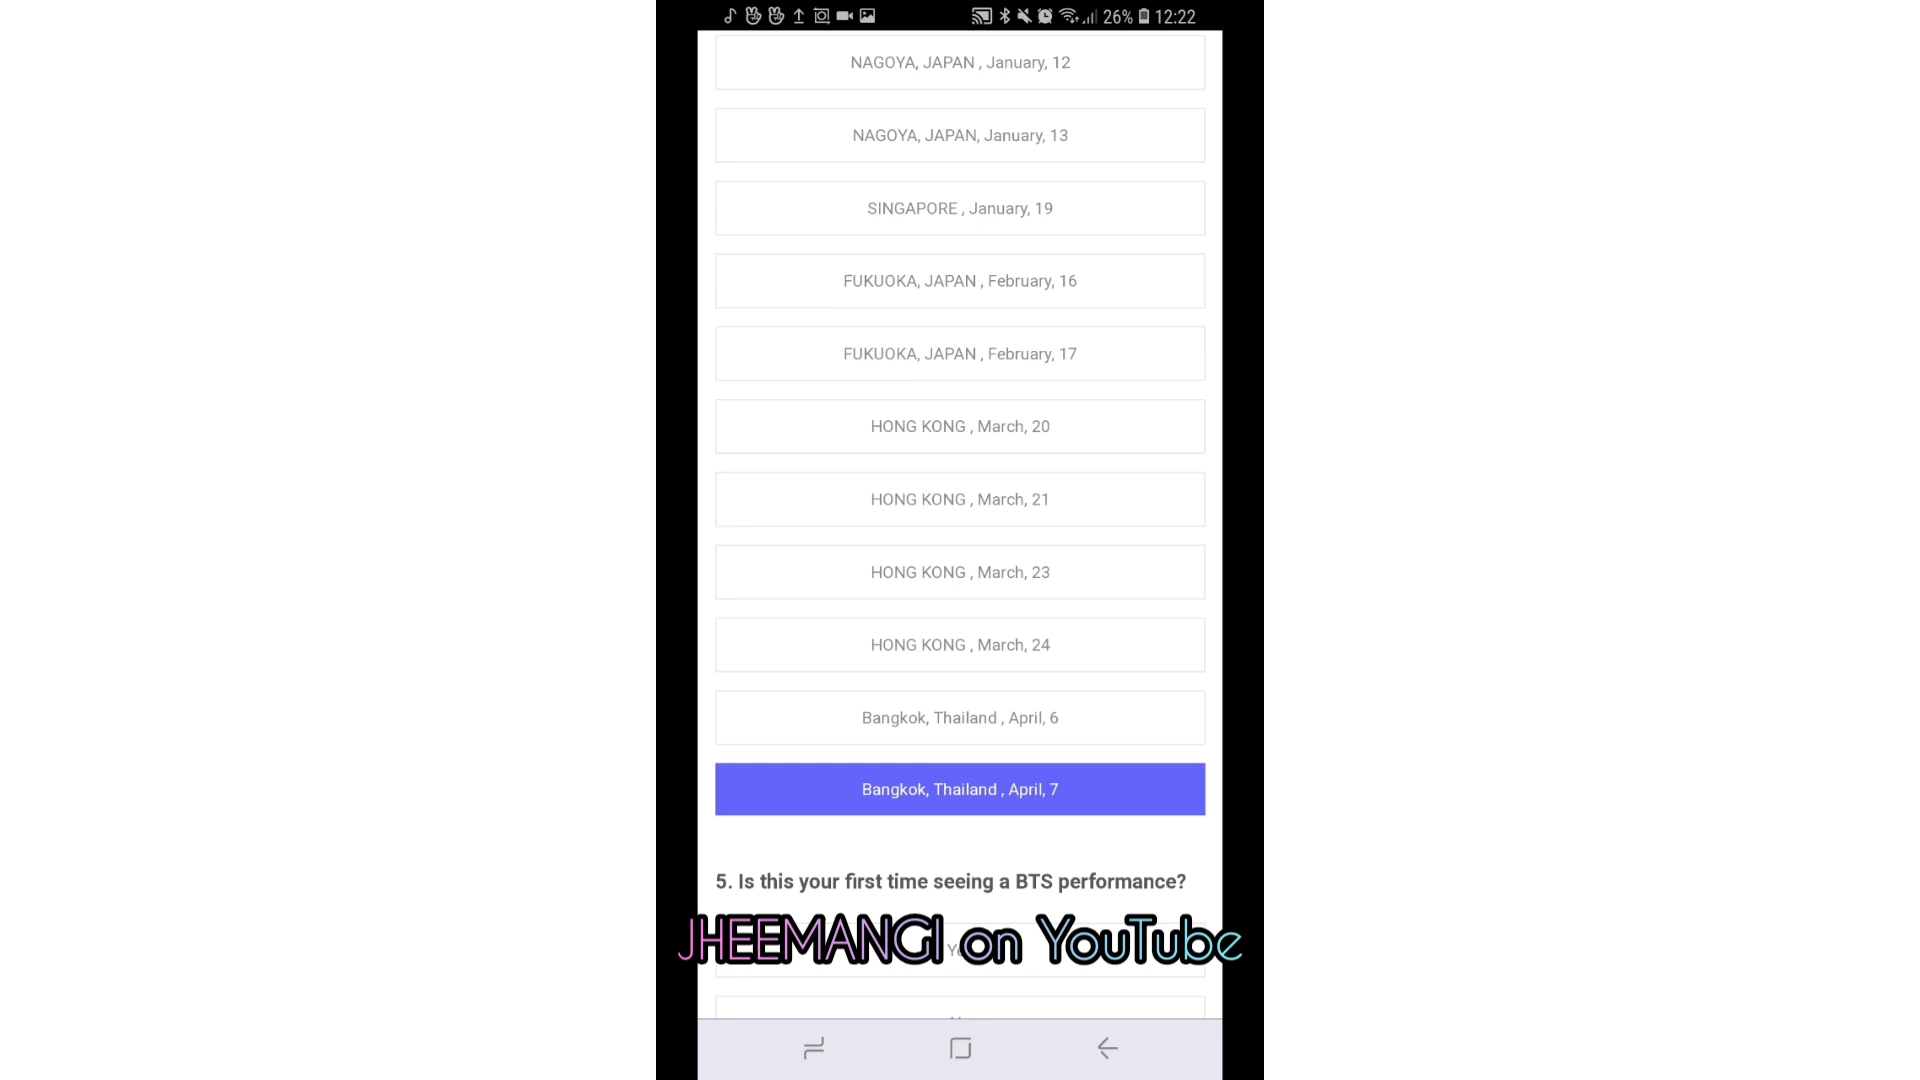 26% 12:22
NAGOYA, JAPAN , January, 12
NAGOYA, JAPAN, January, 13
SINGAPORE , January, 19
FUKUOKA, JAPAN , February, 16
FUKUOKA, JAPAN , February, 17
HONG KONG , March, 20
HONG KONG , March, 21
HONG KONG , March, 23
HONG KONG , March, 24
Bangkok, Thailand , April, 6
Bangkok, Thailand , April, 7
5. Is this your first time seeing a BTS performance?
JHEEMANGI on YouTube